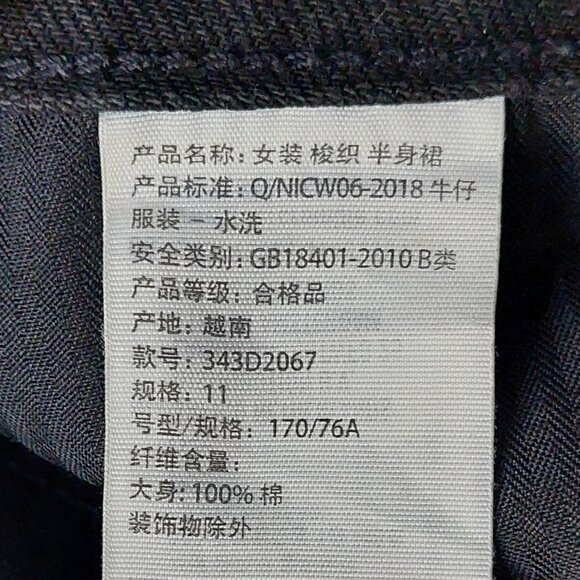 产品名称: 女装 梭织 半身裙
产品标准: Q/NICW06-2018 牛仔
服装 – 水洗
安全类别: GB18401-2010 B类
产品等级: 合格品
产地: 越南
款号: 343D2067
规格: 11
号型/规格: 170/76A
纤维含量:
大身: 100% 棉
装饰物除外